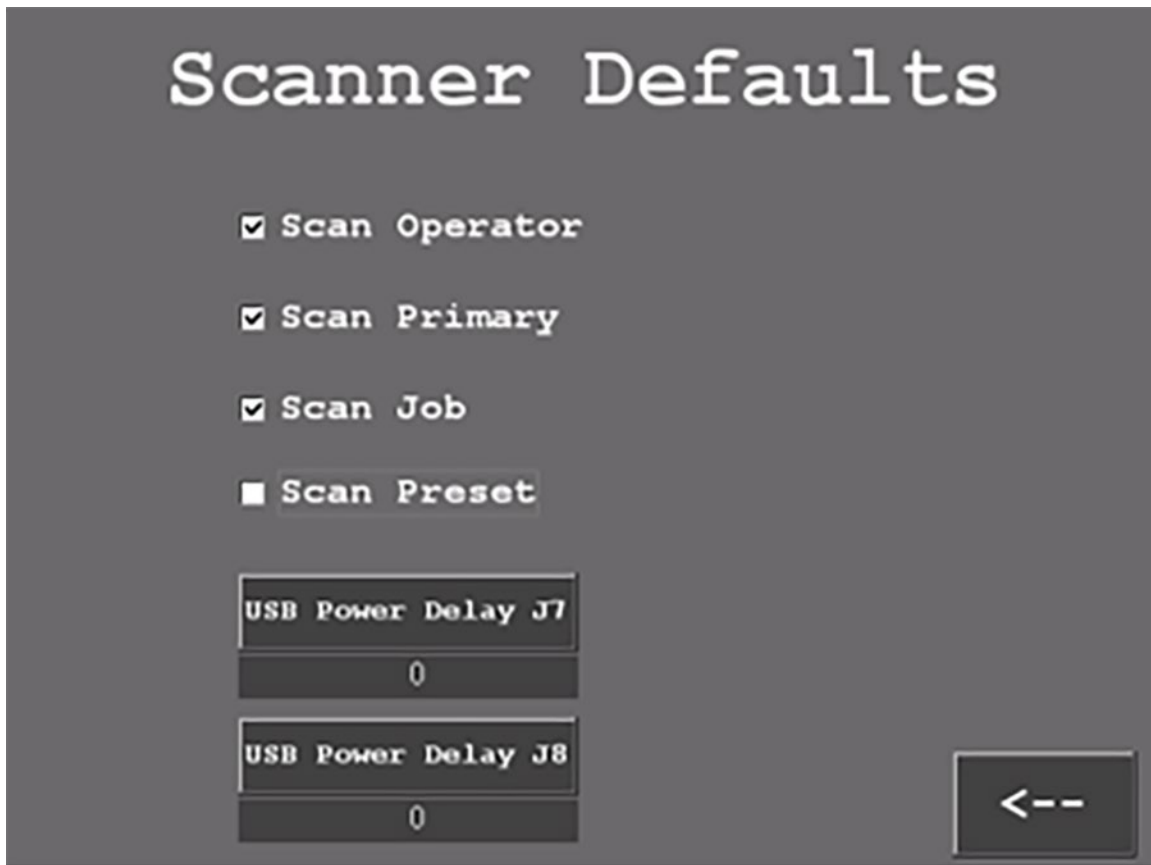 Scanner Defaults
Scan Operator
Scan Primary
Scan Job
Scan Preset
USB Power Delay J7
0
USB Power Delay J8
0
<--